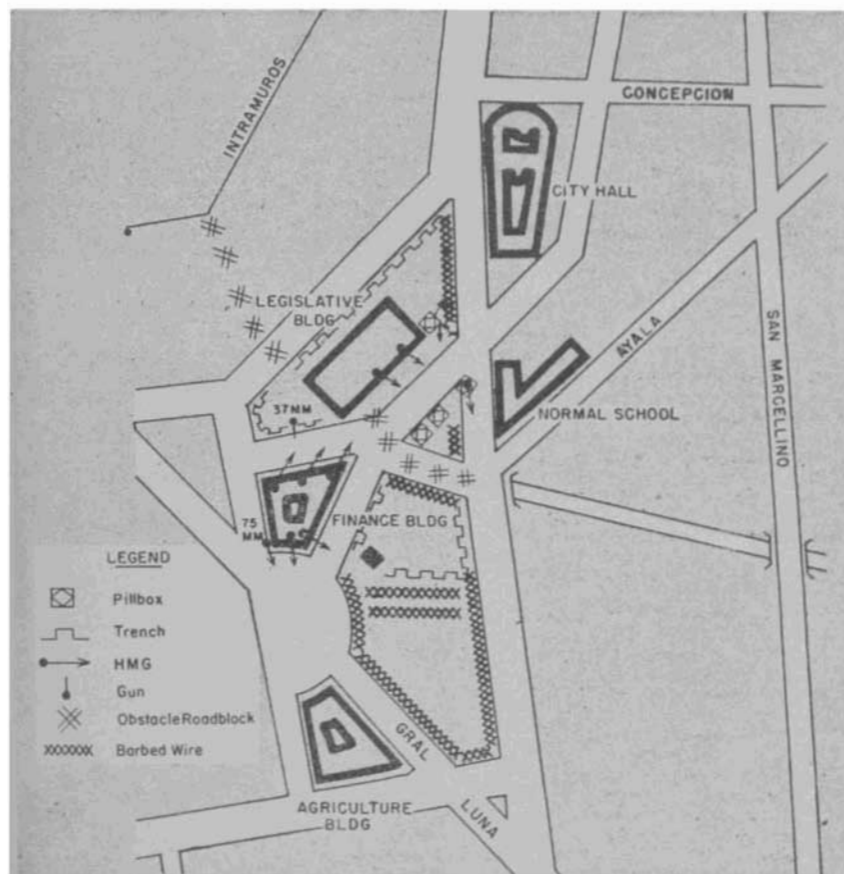 INTRAMUROS
CONCEPCION
CITY HALL
LEGISLATIVE
BLDG
AYALA
SAN MARCELLINO
37MM
NORMAL SCHOOL
75
MM
FINANCE BLDG
LEGEND
Pillbox
Trench
HMG
Gun
Obstacle Roadblock
Barbed Wire
GRAL
LUNA
AGRICULTURE
BLDG